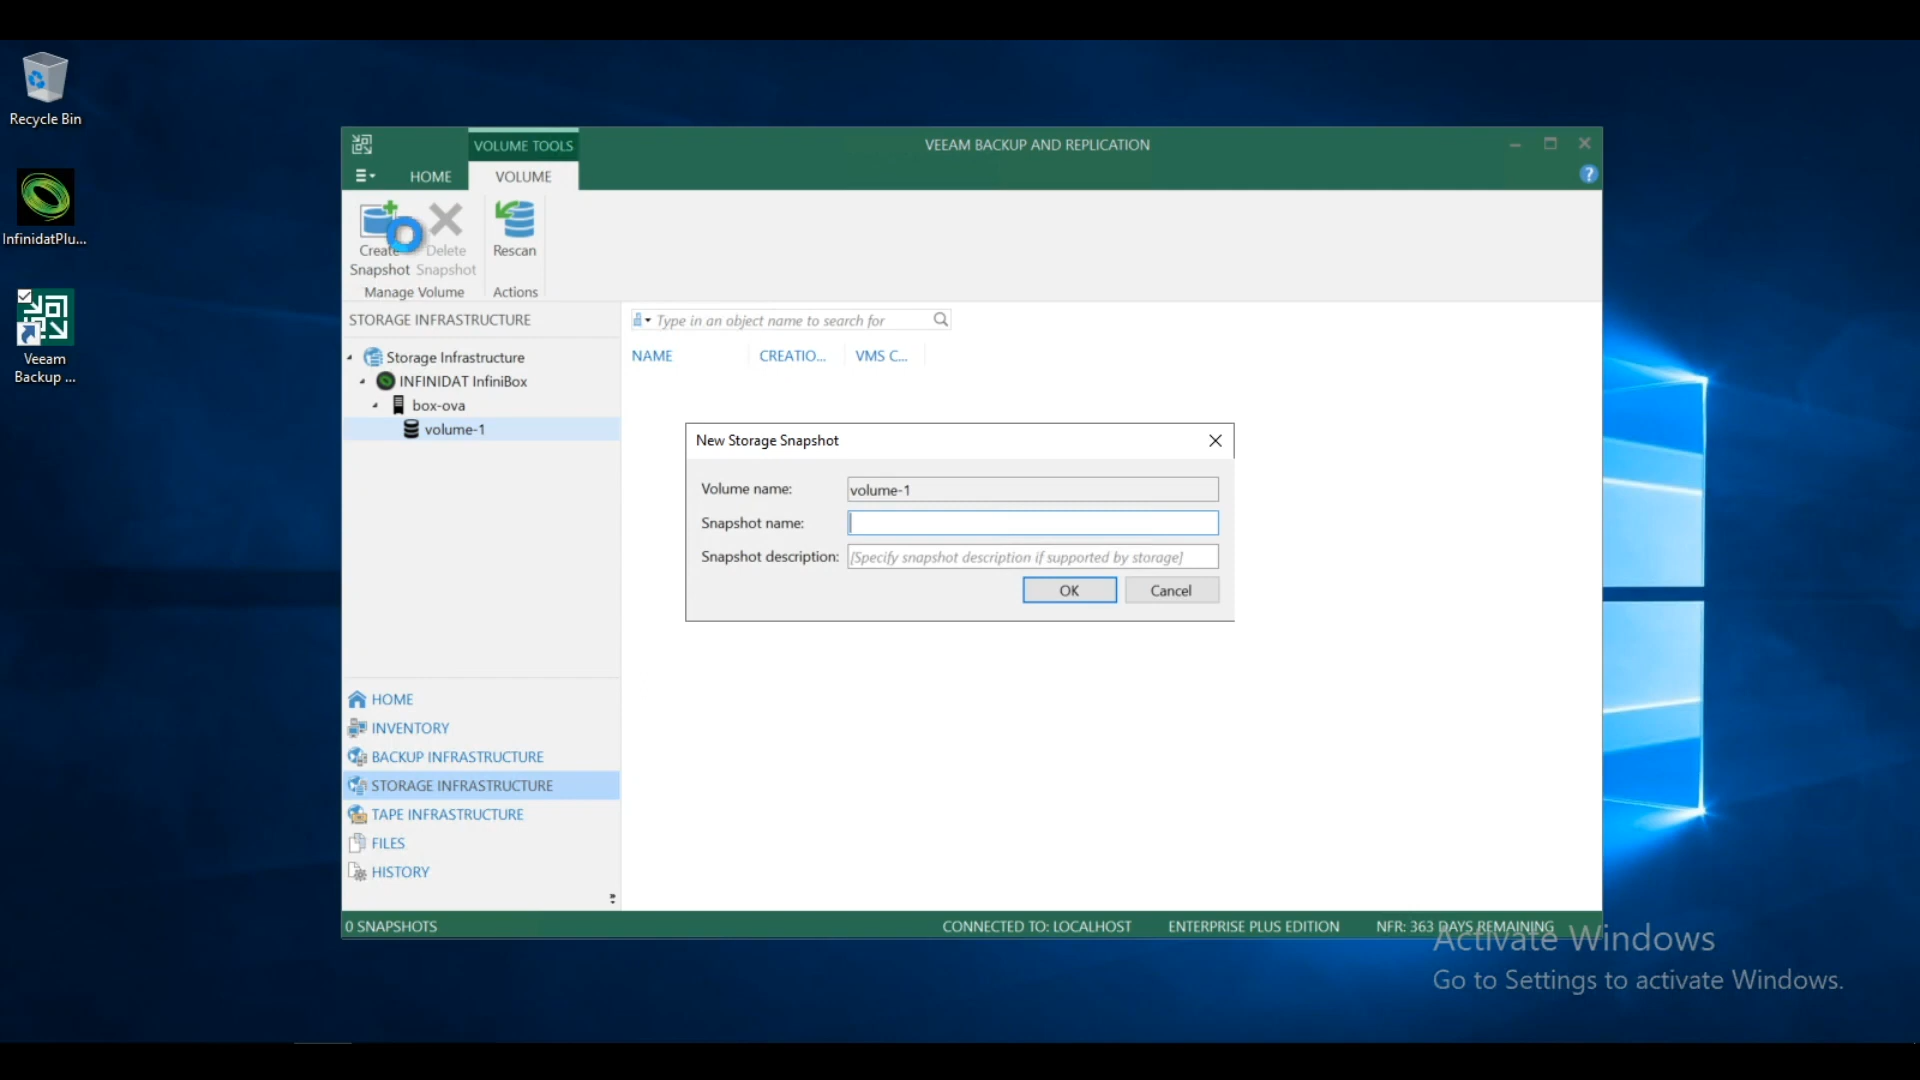 Recycle Bin
InfinidatPlu...
Veeam
Backup ...
VOLUME TOOLS
VEEAM BACKUP AND REPLICATION
HOME
VOLUME
?
Create
Snapshot
Delete
Snapshot
Rescan
Manage Volume
Actions
STORAGE INFRASTRUCTURE
Storage Infrastructure
INFINIDAT InfiniBox
box-ova
volume-1
Type in an object name to search for
NAME
CREATIO...
VMS C...
New Storage Snapshot
Volume name:
volume-1
Snapshot name:
Snapshot description:
[Specify snapshot description if supported by storage]
OK
Cancel
HOME
INVENTORY
BACKUP INFRASTRUCTURE
STORAGE INFRASTRUCTURE
TAPE INFRASTRUCTURE
FILES
HISTORY
0 SNAPSHOTS
CONNECTED TO: LOCALHOST
ENTERPRISE PLUS EDITION
NFR: 363 DAYS REMAINING
Activate Windows
Go to Settings to activate Windows.